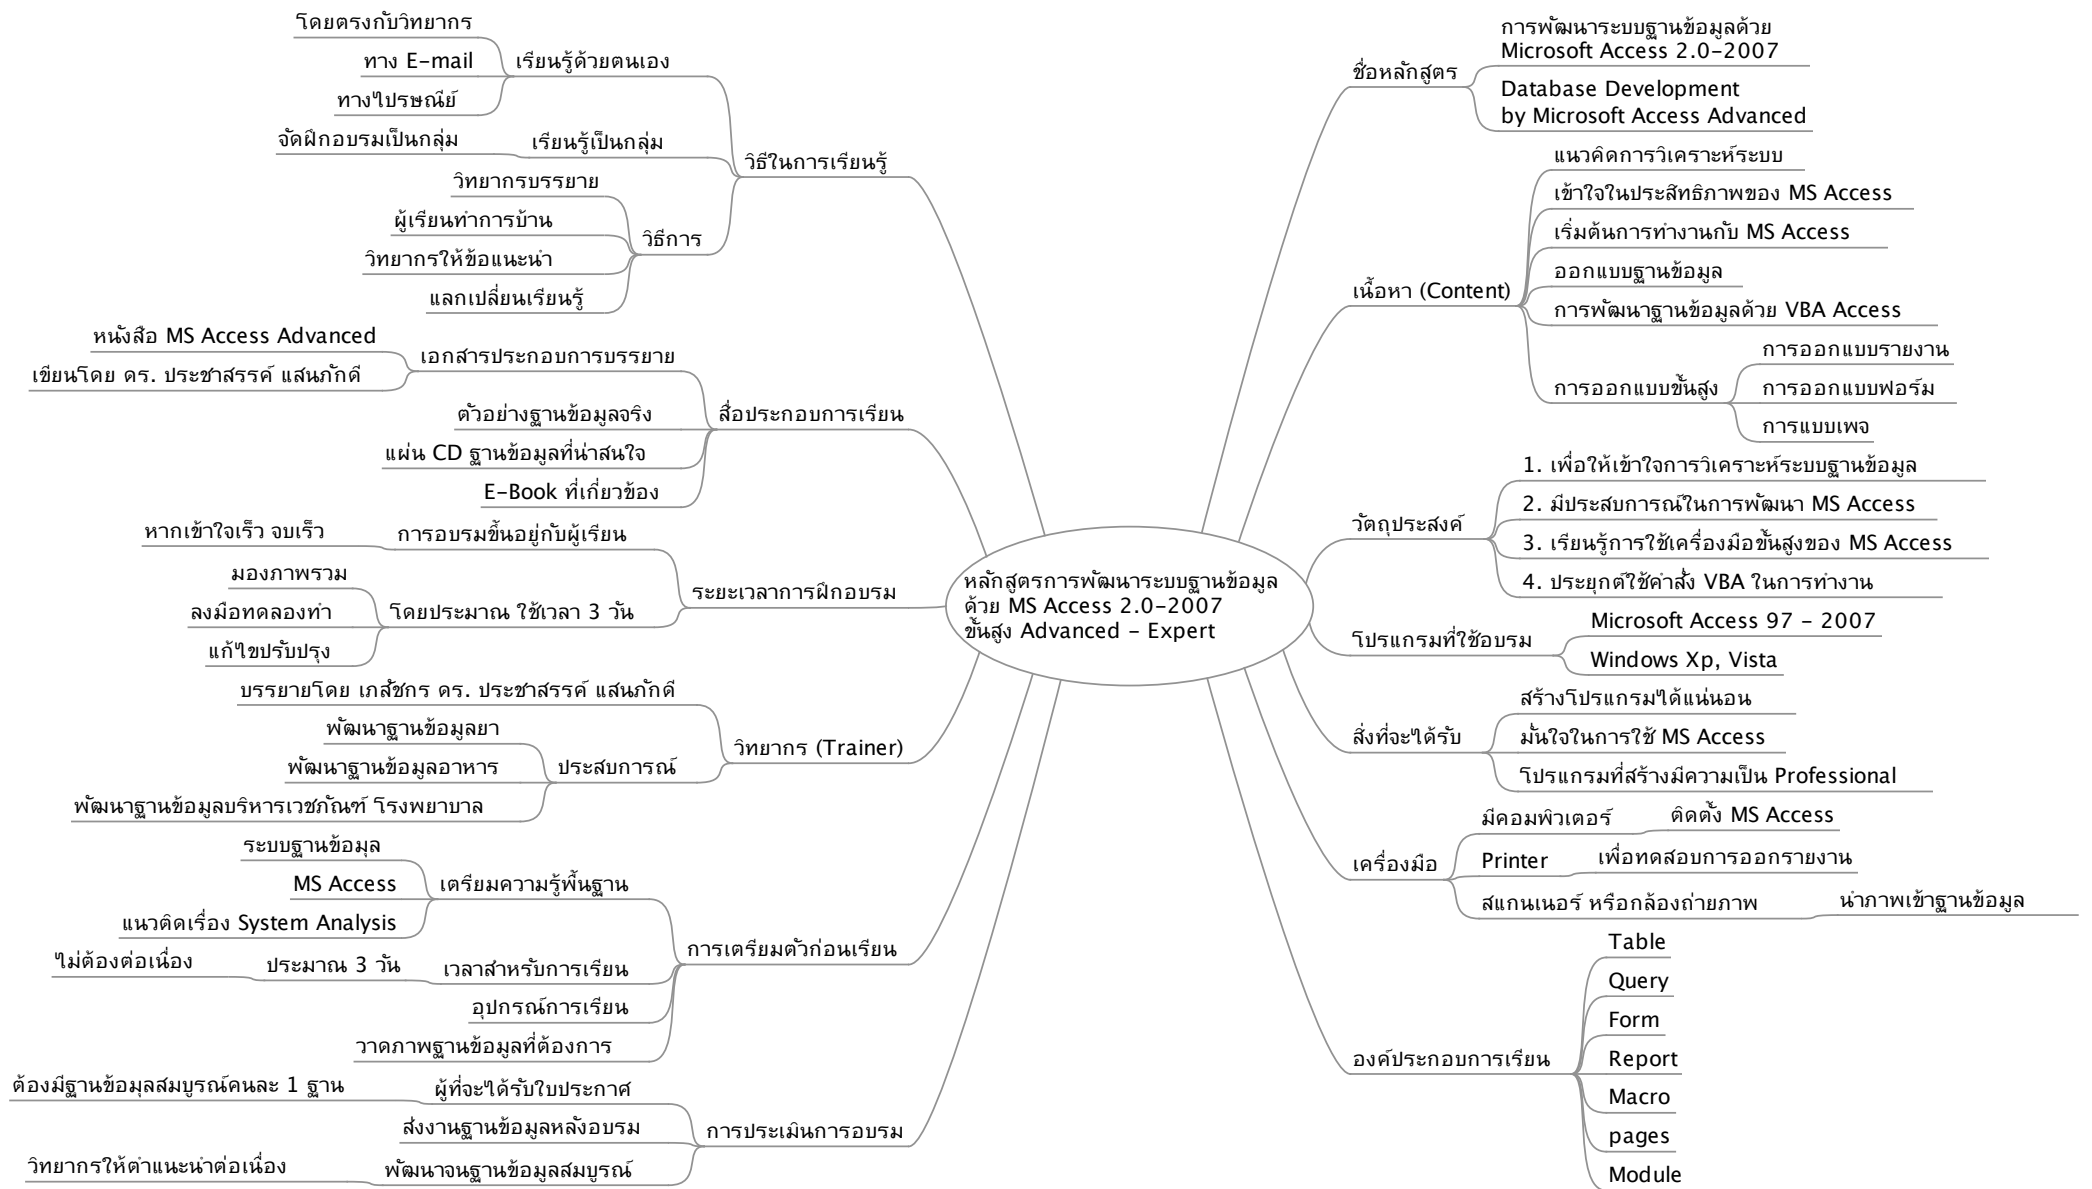 หลักสูตรการพัฒนาระบบฐานข้อมูล
ด้วย MS Access 2.0-2007
ขั้นสูง Advanced - Expert
ชื่อหลักสูตร
การพัฒนาระบบฐานข้อมูลด้วย
Microsoft Access 2.0-2007
Database Development
by Microsoft Access Advanced
เนื้อหา (Content)
แนวคิดการวิเคราะห์ระบบ
เข้าใจในประสิทธิภาพของ MS Access
เริ่มต้นการทำงานกับ MS Access
ออกแบบฐานข้อมูล
การพัฒนาฐานข้อมูลด้วย VBA Access
การออกแบบขั้นสูง
การออกแบบรายงาน
การออกแบบฟอร์ม
การแบบเพจ
วัตถุประสงค์
1. เพื่อให้เข้าใจการวิเคราะห์ระบบฐานข้อมูล
2. มีประสบการณ์ในการพัฒนา MS Access
3. เรียนรู้การใช้เครื่องมือขั้นสูงของ MS Access
4. ประยุกต์ใช้คำสั่ง VBA ในการทำงาน
โปรแกรมที่ใช้อบรม
Microsoft Access 97 - 2007
Windows Xp, Vista
สิ่งที่จะได้รับ
สร้างโปรแกรมได้แน่นอน
มั่นใจในการใช้ MS Access
โปรแกรมที่สร้างมีความเป็น Professional
เครื่องมือ
มีคอมพิวเตอร์
ติดตั้ง MS Access
Printer
เพื่อทดสอบการออกรายงาน
สแกนเนอร์ หรือกล้องถ่ายภาพ
นำภาพเข้าฐานข้อมูล
องค์ประกอบการเรียน
Table
Query
Form
Report
Macro
pages
Module
วิธีในการเรียนรู้
เรียนรู้ด้วยตนเอง
โดยตรงกับวิทยากร
ทาง E-mail
ทางไปรษณีย์
เรียนรู้เป็นกลุ่ม
จัดฝึกอบรมเป็นกลุ่ม
วิธีการ
วิทยากรบรรยาย
ผู้เรียนทำการบ้าน
วิทยากรให้ข้อแนะนำ
แลกเปลี่ยนเรียนรู้
สื่อประกอบการเรียน
เอกสารประกอบการบรรยาย
หนังสือ MS Access Advanced
เขียนโดย ดร. ประชาสรรค์ แสนภักดี
ตัวอย่างฐานข้อมูลจริง
แผ่น CD ฐานข้อมูลที่น่าสนใจ
E-Book ที่เกี่ยวข้อง
ระยะเวลาการฝึกอบรม
การอบรมขึ้นอยู่กับผู้เรียน
หากเข้าใจเร็ว จบเร็ว
โดยประมาณ ใช้เวลา 3 วัน
มองภาพรวม
ลงมือทดลองทำ
แก้ไขปรับปรุง
วิทยากร (Trainer)
บรรยายโดย เภสัชกร ดร. ประชาสรรค์ แสนภักดี
ประสบการณ์
พัฒนาฐานข้อมูลยา
พัฒนาฐานข้อมูลอาหาร
พัฒนาฐานข้อมูลบริหารเวชภัณฑ์ โรงพยาบาล
การเตรียมตัวก่อนเรียน
เตรียมความรู้พื้นฐาน
ระบบฐานข้อมุล
MS Access
แนวติดเรื่อง System Analysis
เวลาสำหรับการเรียน
ประมาณ 3 วัน
ไม่ต้องต่อเนื่อง
อุปกรณ์การเรียน
วาดภาพฐานข้อมูลที่ต้องการ
การประเมินการอบรม
ผู้ที่จะได้รับใบประกาศ
ต้องมีฐานข้อมุลสมบูรณ์คนละ 1 ฐาน
ส่งงานฐานข้อมูลหลังอบรม
พัฒนาจนฐานข้อมูลสมบูรณ์
วิทยากรให้ตำแนะนำต่อเนื่อง